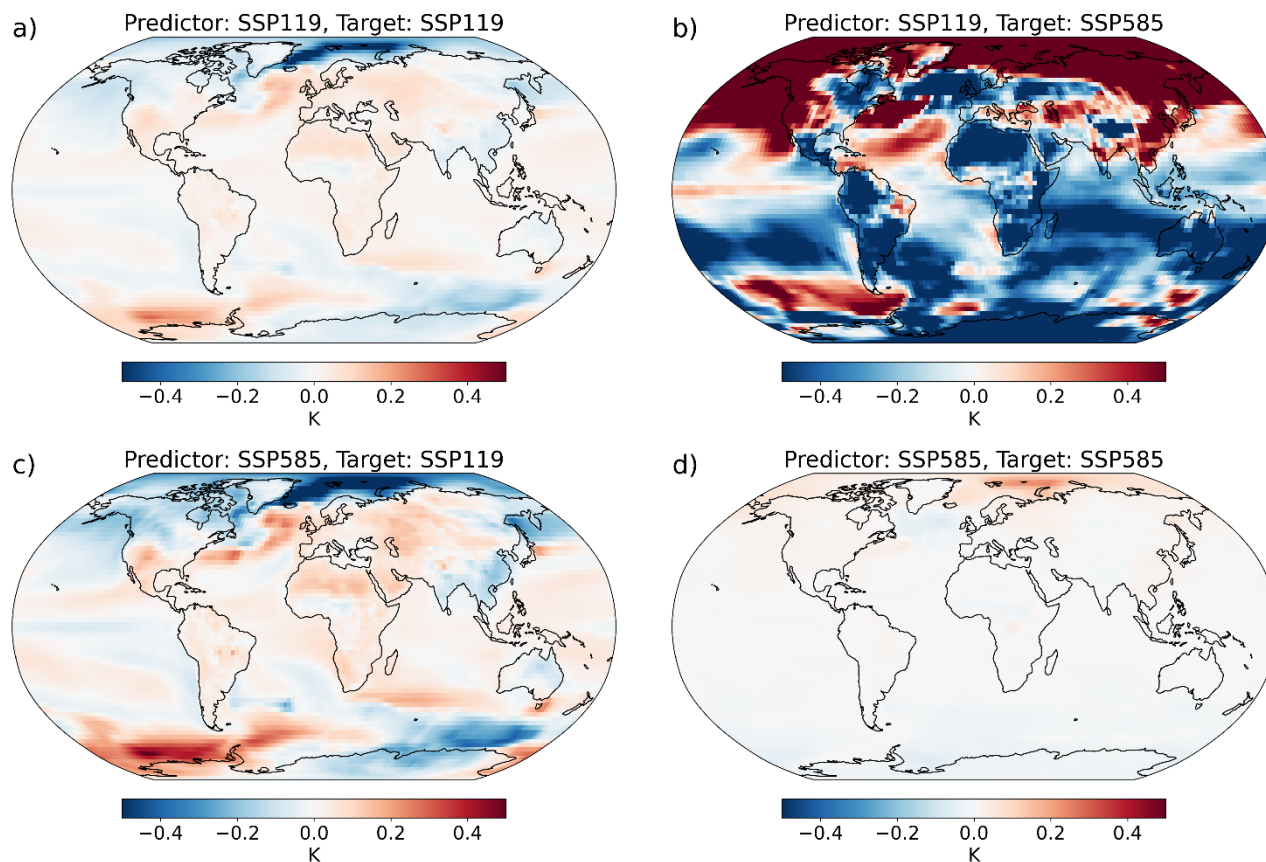 a) Predictor: SSP119, Target: SSP119
−0.4 −0.2 0.0 0.2 0.4
K
b) Predictor: SSP119, Target: SSP585
−0.4 −0.2 0.0 0.2 0.4
K
c) Predictor: SSP585, Target: SSP119
−0.4 −0.2 0.0 0.2 0.4
K
d) Predictor: SSP585, Target: SSP585
−0.4 −0.2 0.0 0.2 0.4
K